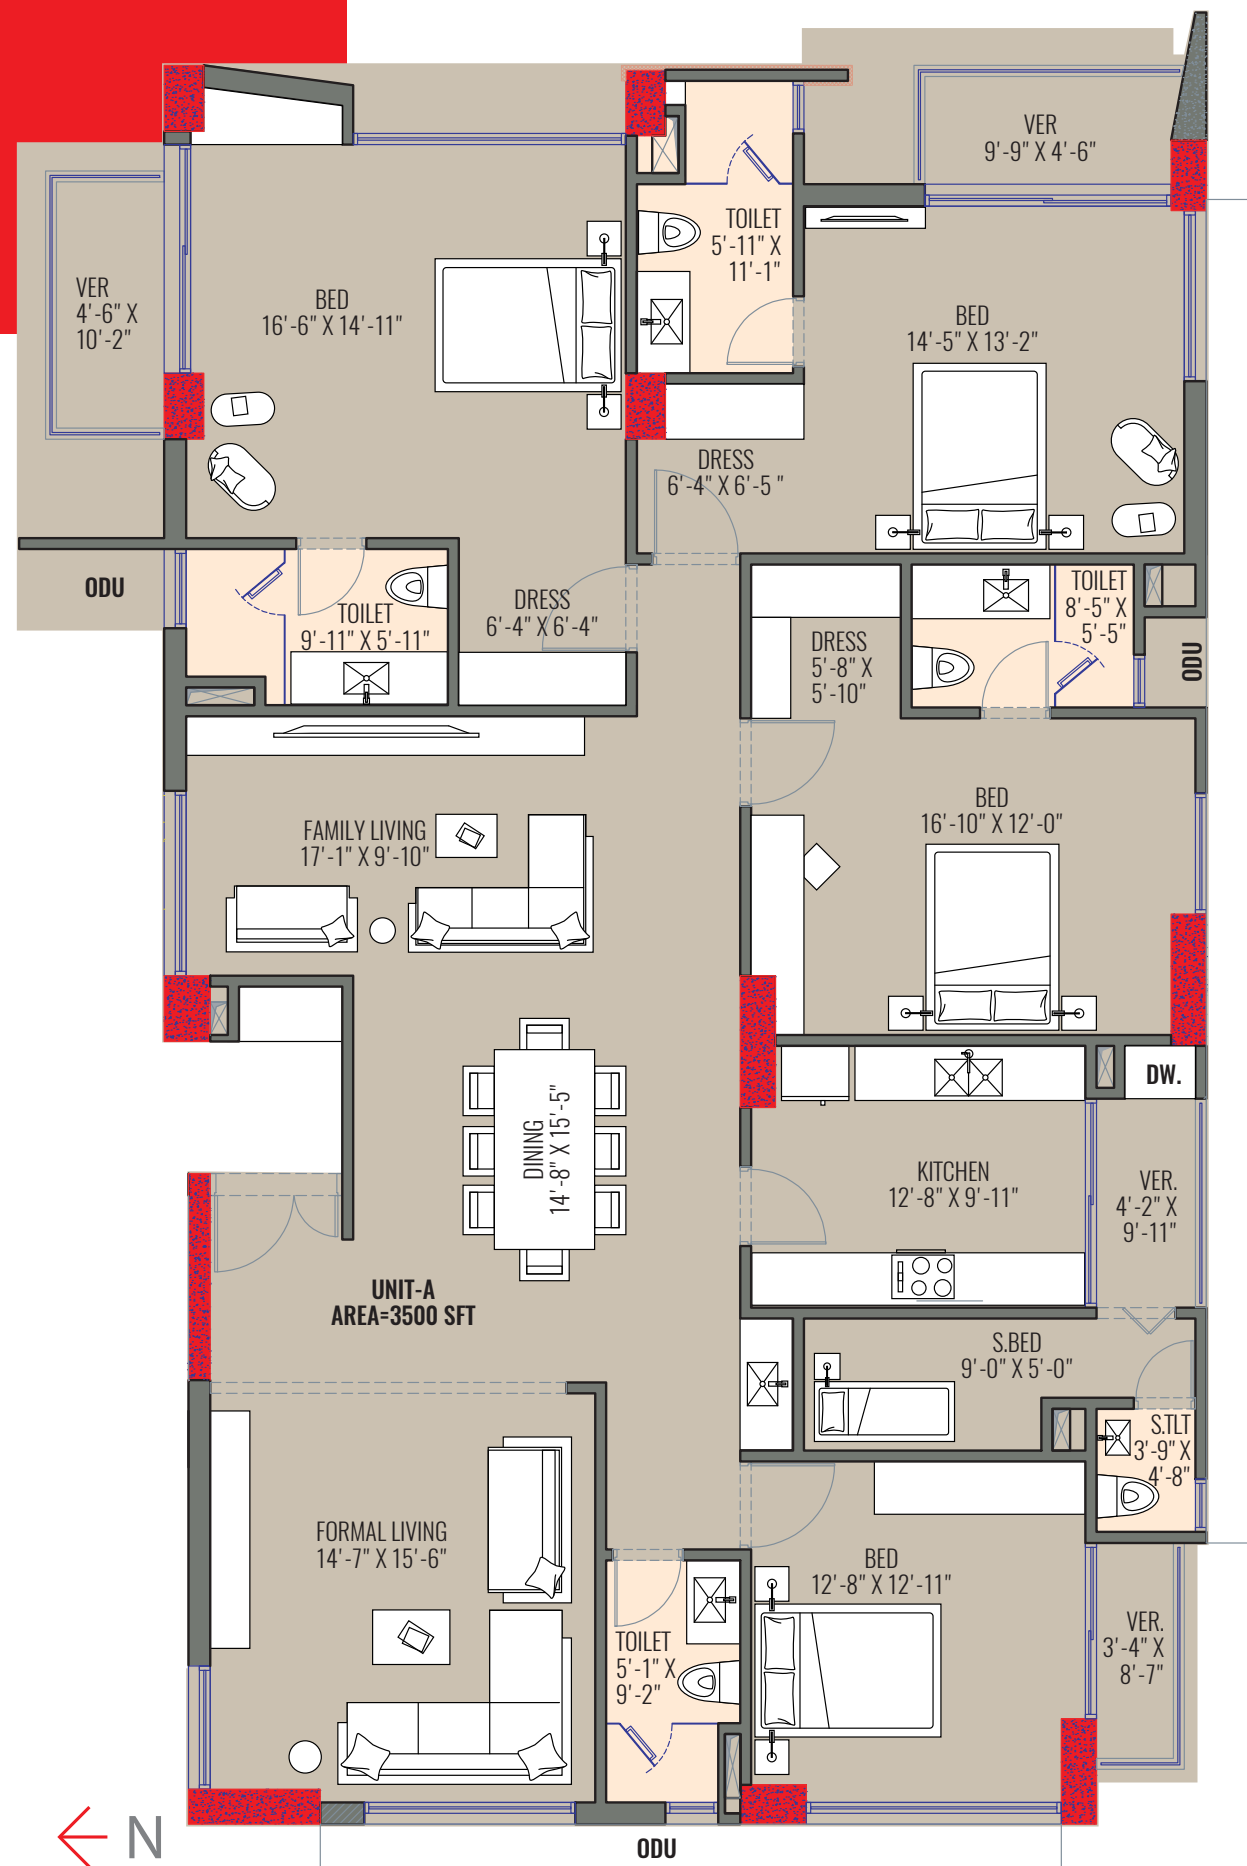 VER
9'-9" X 4'-6"
TOILET
5'-11" X
11'-1"
VER
4'-6" X
10'-2"
BED
16'-6" X 14'-11"
BED
14'-5" X 13'-2"
DRESS
6'-4" X 6'-5 "
ODU
TOILET
9'-11" X 5'-11"
DRESS
6'-4" X 6'-4"
DRESS
5'-8" X
5'-10"
TOILET
8'-5" X
5'-5"
ODU
FAMILY LIVING
17'-1" X 9'-10"
BED
16'-10" X 12'-0"
DW.
DINING
14'-8" X 15'-5"
KITCHEN
12'-8" X 9'-11"
VER.
4'-2" X
9'-11"
UNIT-A
AREA=3500 SFT
S.BED
9'-0" X 5'-0"
S.TLT
3'-9" X
4'-8"
FORMAL LIVING
14'-7" X 15'-6"
BED
12'-8" X 12'-11"
TOILET
5'-1" X
9'-2"
VER.
3'-4" X
8'-7"
N
ODU